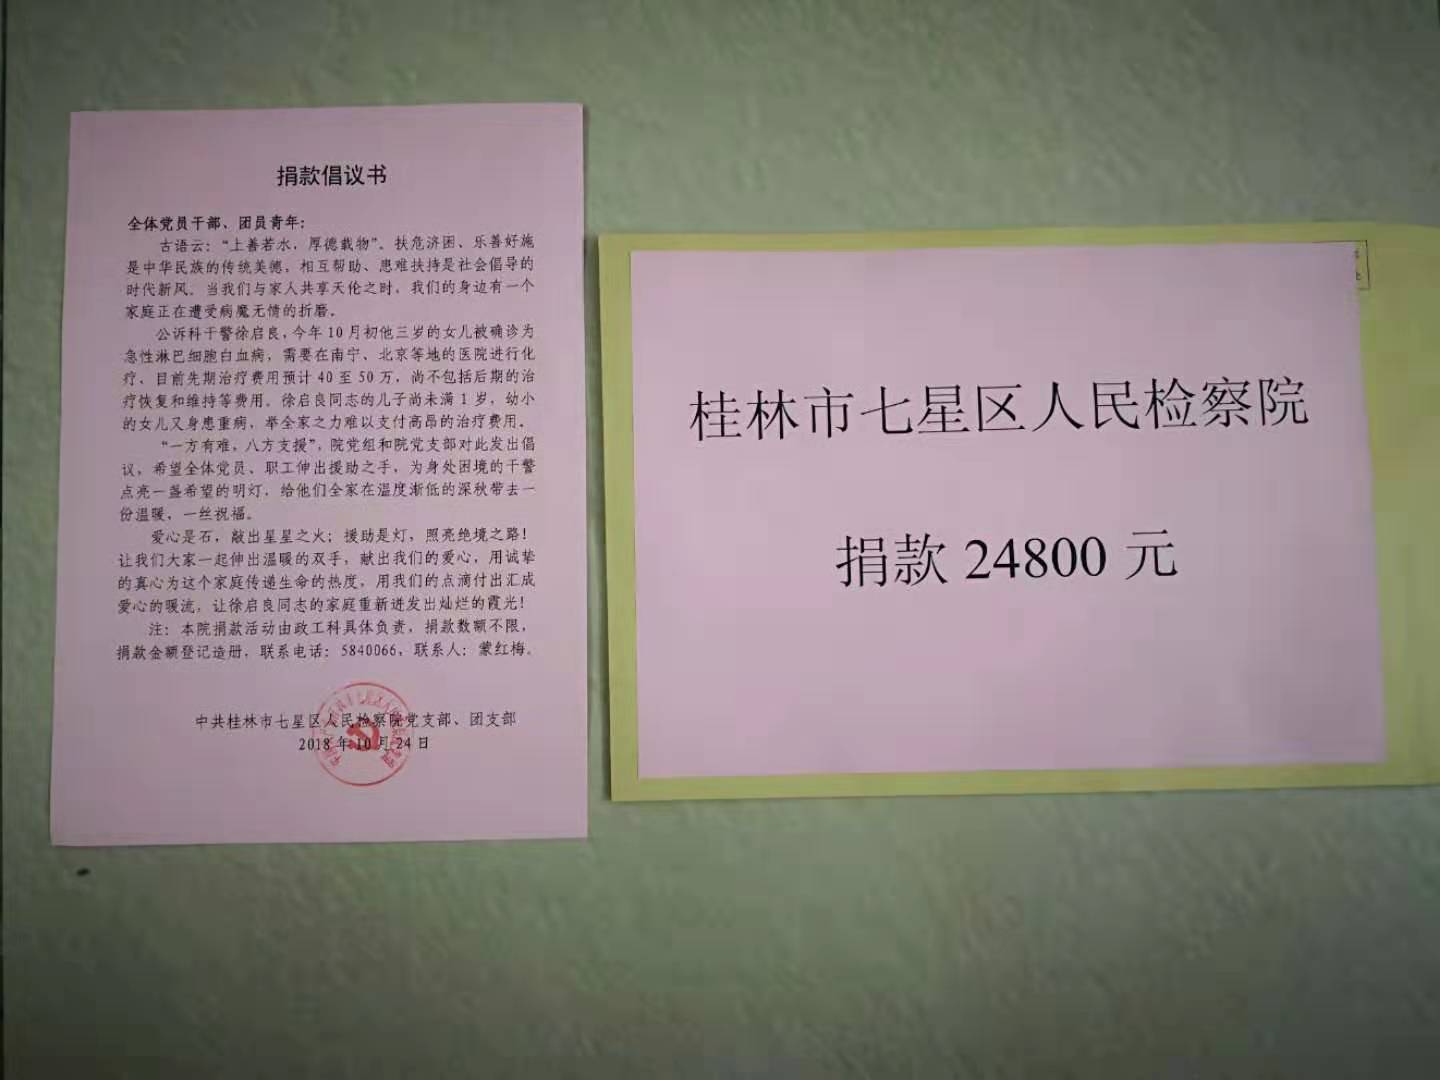 捐款倡议书
全体党员干部、团员青年：
古语云：“上善若水，厚德载物”。扶危济困、乐善好施
是中华民族的传统美德，相互帮助、患难扶持是社会倡导的
时代新风。当我们与家人共享天伦之时，我们的身边有一个
家庭正在遭受病魔无情的折磨。
公诉科干警徐启良，今年10月初他三岁的女儿被确诊为
急性淋巴细胞白血病，需要在南宁、北京等地的医院进行化
疗，目前先期治疗费用预计40至50万，尚不包括后期的治
疗恢复和维持等费用。徐启良同志的儿子尚未满1岁，幼小
的女儿又身患重病，举全家之力难以支付高昂的治疗费用。
“一方有难，八方支援”，院党组和院党支部对此发出倡
议，希望全体党员、职工伸出援助之手，为身处困境的干警
点亮一盏希望的明灯，给他们全家在温度渐低的深秋带去一
份温暖，一丝祝福。
爱心是石，敲出星星之火；援助是灯，照亮绝境之路！
让我们大家一起伸出温暖的双手，献出我们的爱心，用诚挚
的真心为这个家庭传递生命的热度，用我们的点滴付出汇成
爱心的暖流，让徐启良同志的家庭重新迸发出灿烂的霞光！
注：本院捐款活动由政工科具体负责，捐款数额不限，
捐款金额登记造册，联系电话：5840066，联系人：蒙红梅。
中共桂林市七星区人民检察院党支部、团支部
2018年10月24日
桂林市七星区人民检察院
捐款 24800 元